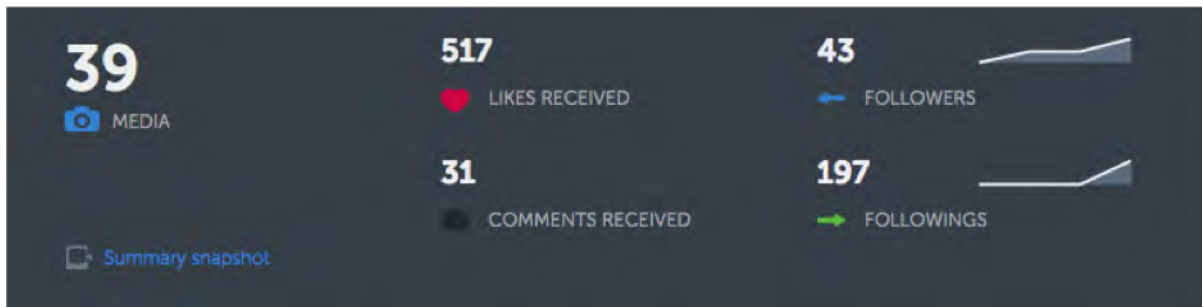 39
MEDIA
517
LIKES RECEIVED
43
FOLLOWERS
31
COMMENTS RECEIVED
197
FOLLOWINGS
Summary snapshot